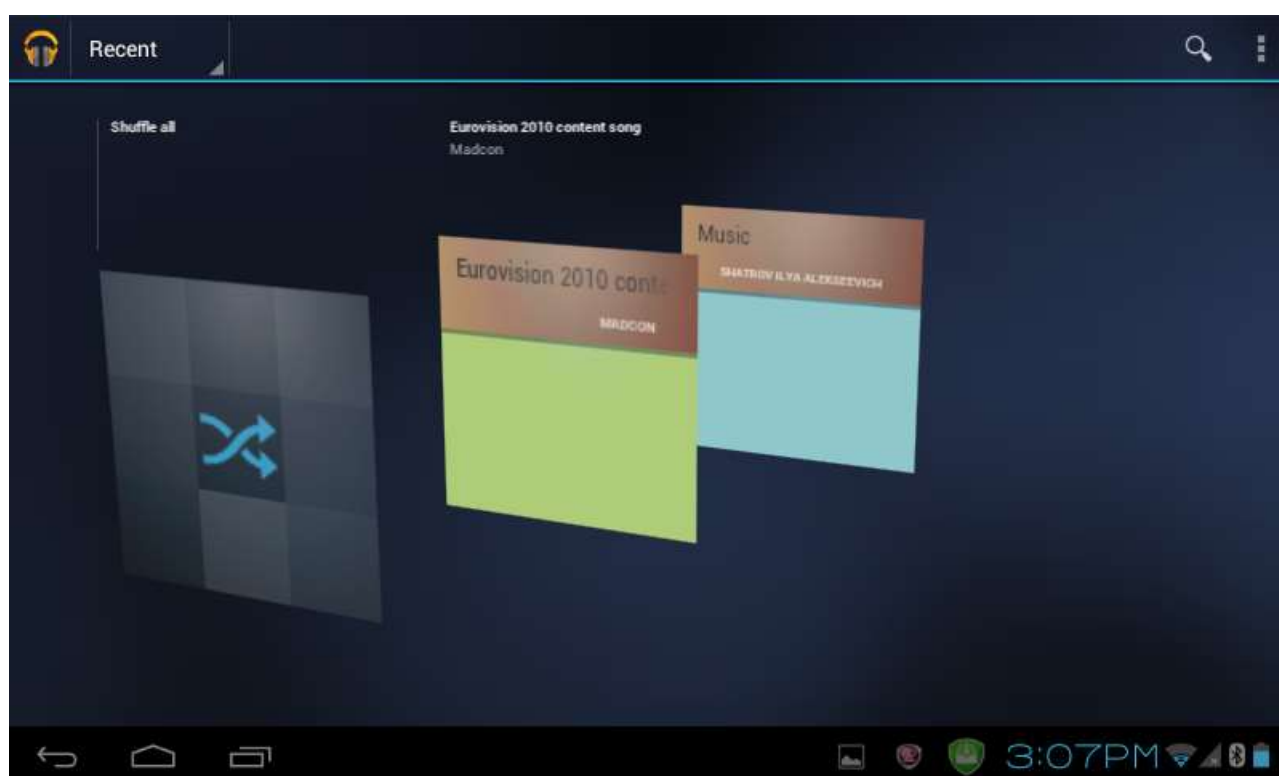 Recent
Shuffle all
Eurovision 2010 content song
Madcon
Music
SHATROV ILYA ALEKSEEVICH
Eurovision 2010 conte
MADCON
3:07PM